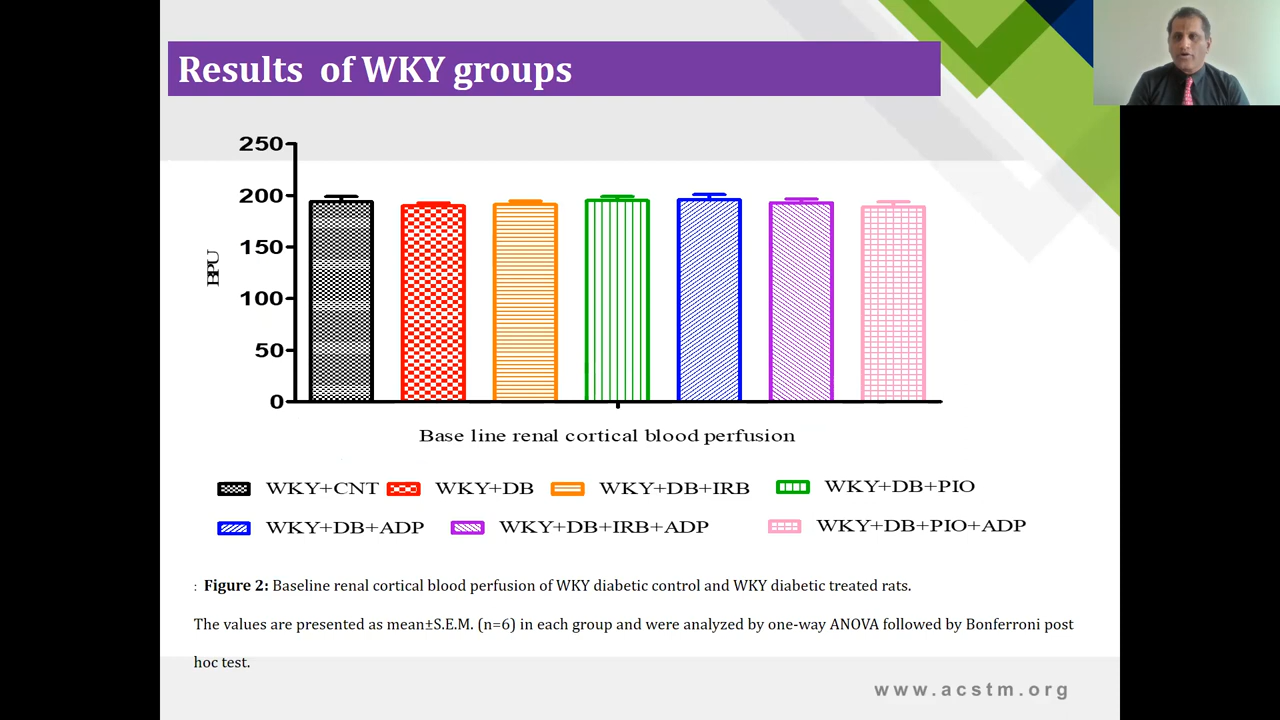 Results of WKY groups
250
200
150
100
50
0
BPU
Base line renal cortical blood perfusion
WKY+CNT WKY+DB WKY+DB+IRB WKY+DB+PIO
WKY+DB+ADP WKY+DB+IRB+ADP WKY+DB+PIO+ADP
: Figure 2: Baseline renal cortical blood perfusion of WKY diabetic control and WKY diabetic treated rats.
The values are presented as mean±S.E.M. (n=6) in each group and were analyzed by one-way ANOVA followed by Bonferroni post
hoc test.
www.acstm.org